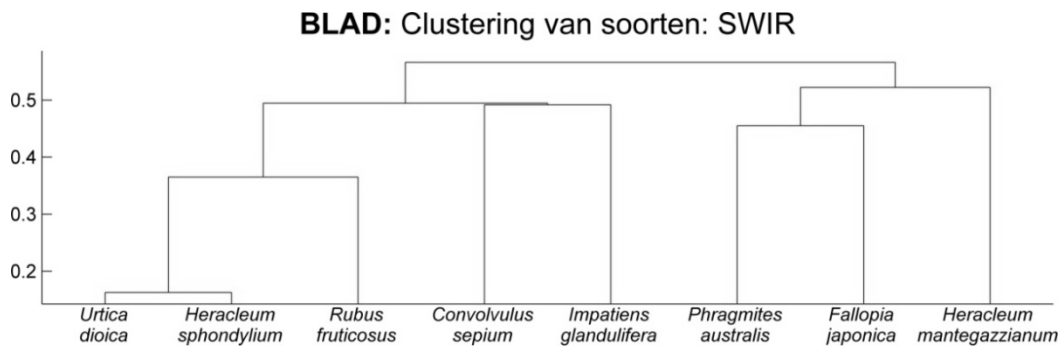 BLAD: Clustering van soorten: SWIR
0.5
0.4
0.3
0.2
Urtica dioica
Heracleum sphondylium
Rubus fruticosus
Convolvulus sepium
Impatiens glandulifera
Phragmites australis
Fallopia japonica
Heracleum mantegazzianum